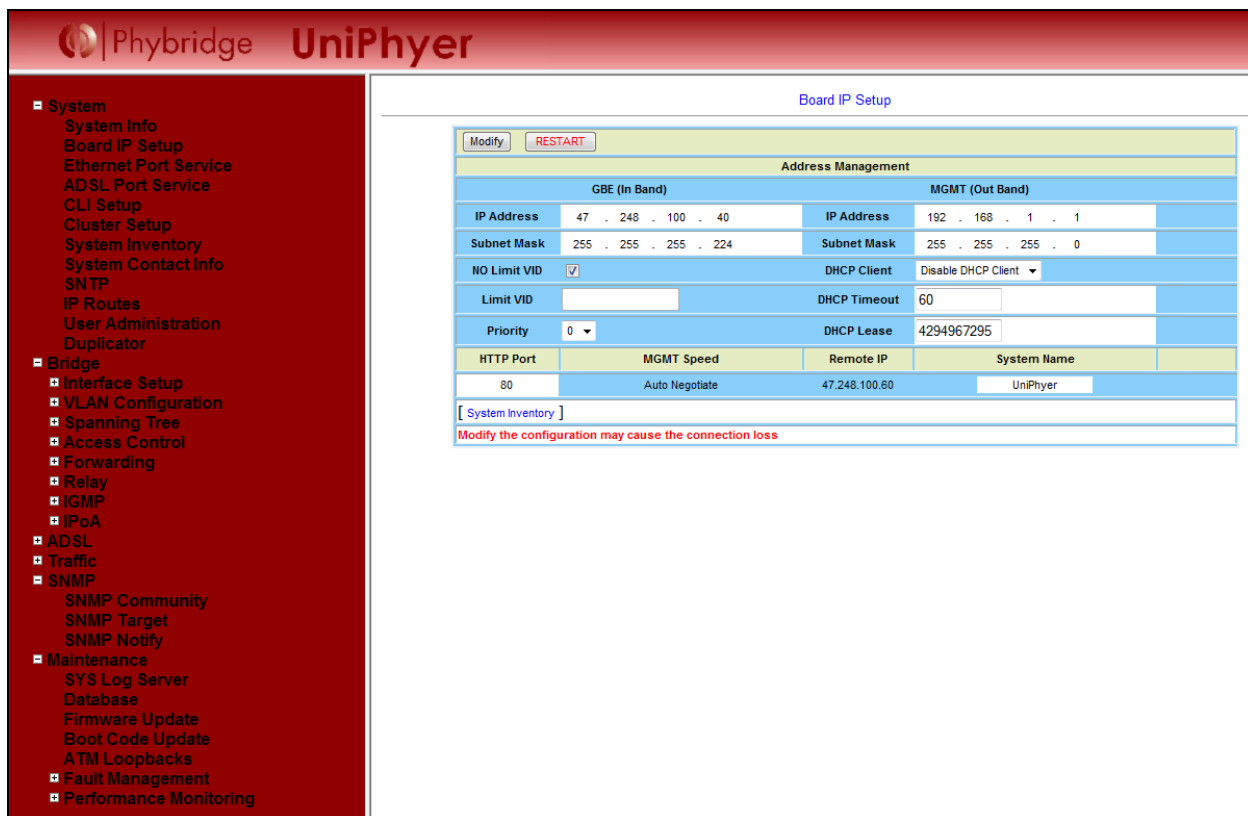 Phybridge UniPhyer
System
System Info
Board IP Setup
Ethernet Port Service
ADSL Port Service
CLI Setup
Cluster Setup
System Inventory
System Contact Info
SNTP
IP Routes
User Administration
Duplicator
Bridge
Interface Setup
VLAN Configuration
Spanning Tree
Access Control
Forwarding
Relay
IGMP
IPoA
ADSL
Traffic
SNMP
SNMP Community
SNMP Target
SNMP Notify
Maintenance
SYS Log Server
Database
Firmware Update
Boot Code Update
ATM Loopbacks
Fault Management
Performance Monitoring
Board IP Setup
Modify RESTART
Address Management
GBE (In Band) MGMT (Out Band)
IP Address 47 . 248 . 100 . 40 IP Address 192 . 168 . 1 . 1
Subnet Mask 255 . 255 . 255 . 224 Subnet Mask 255 . 255 . 255 . 0
NO Limit VID DHCP Client Disable DHCP Client
Limit VID DHCP Timeout 60
Priority 0 DHCP Lease 4294967295
HTTP Port MGMT Speed Remote IP System Name
80 Auto Negotiate 47.248.100.60 UniPhyer
[ System Inventory ]
Modify the configuration may cause the connection loss